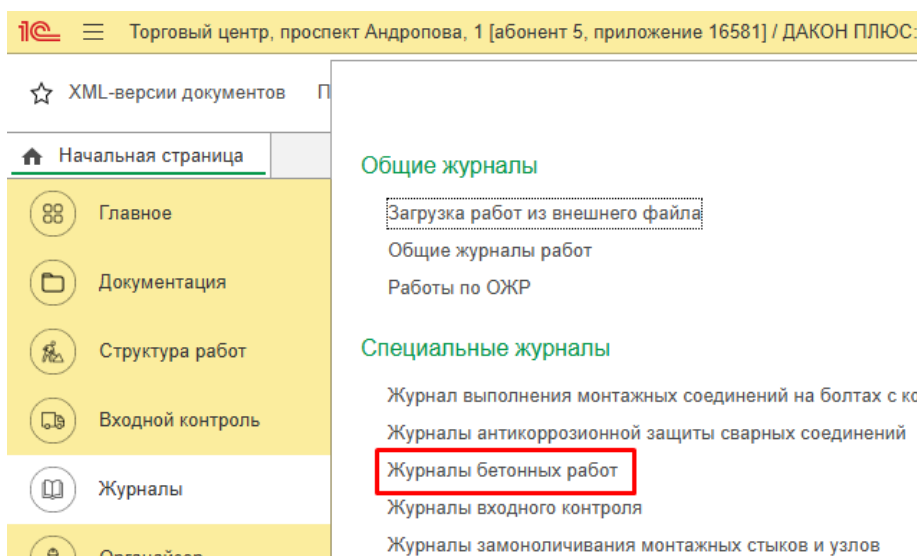 1С Торговый центр, проспект Андропова, 1 [абонент 5, приложение 16581] / ДАКОН ПЛЮС:
XML-версии документов П
Начальная страница
Главное
Документация
Структура работ
Входной контроль
Журналы
Органайзер
Общие журналы
Загрузка работ из внешнего файла
Общие журналы работ
Работы по ОЖР
Специальные журналы
Журнал выполнения монтажных соединений на болтах с ко
Журналы антикоррозионной защиты сварных соединений
Журналы бетонных работ
Журналы входного контроля
Журналы замоноличивания монтажных стыков и узлов